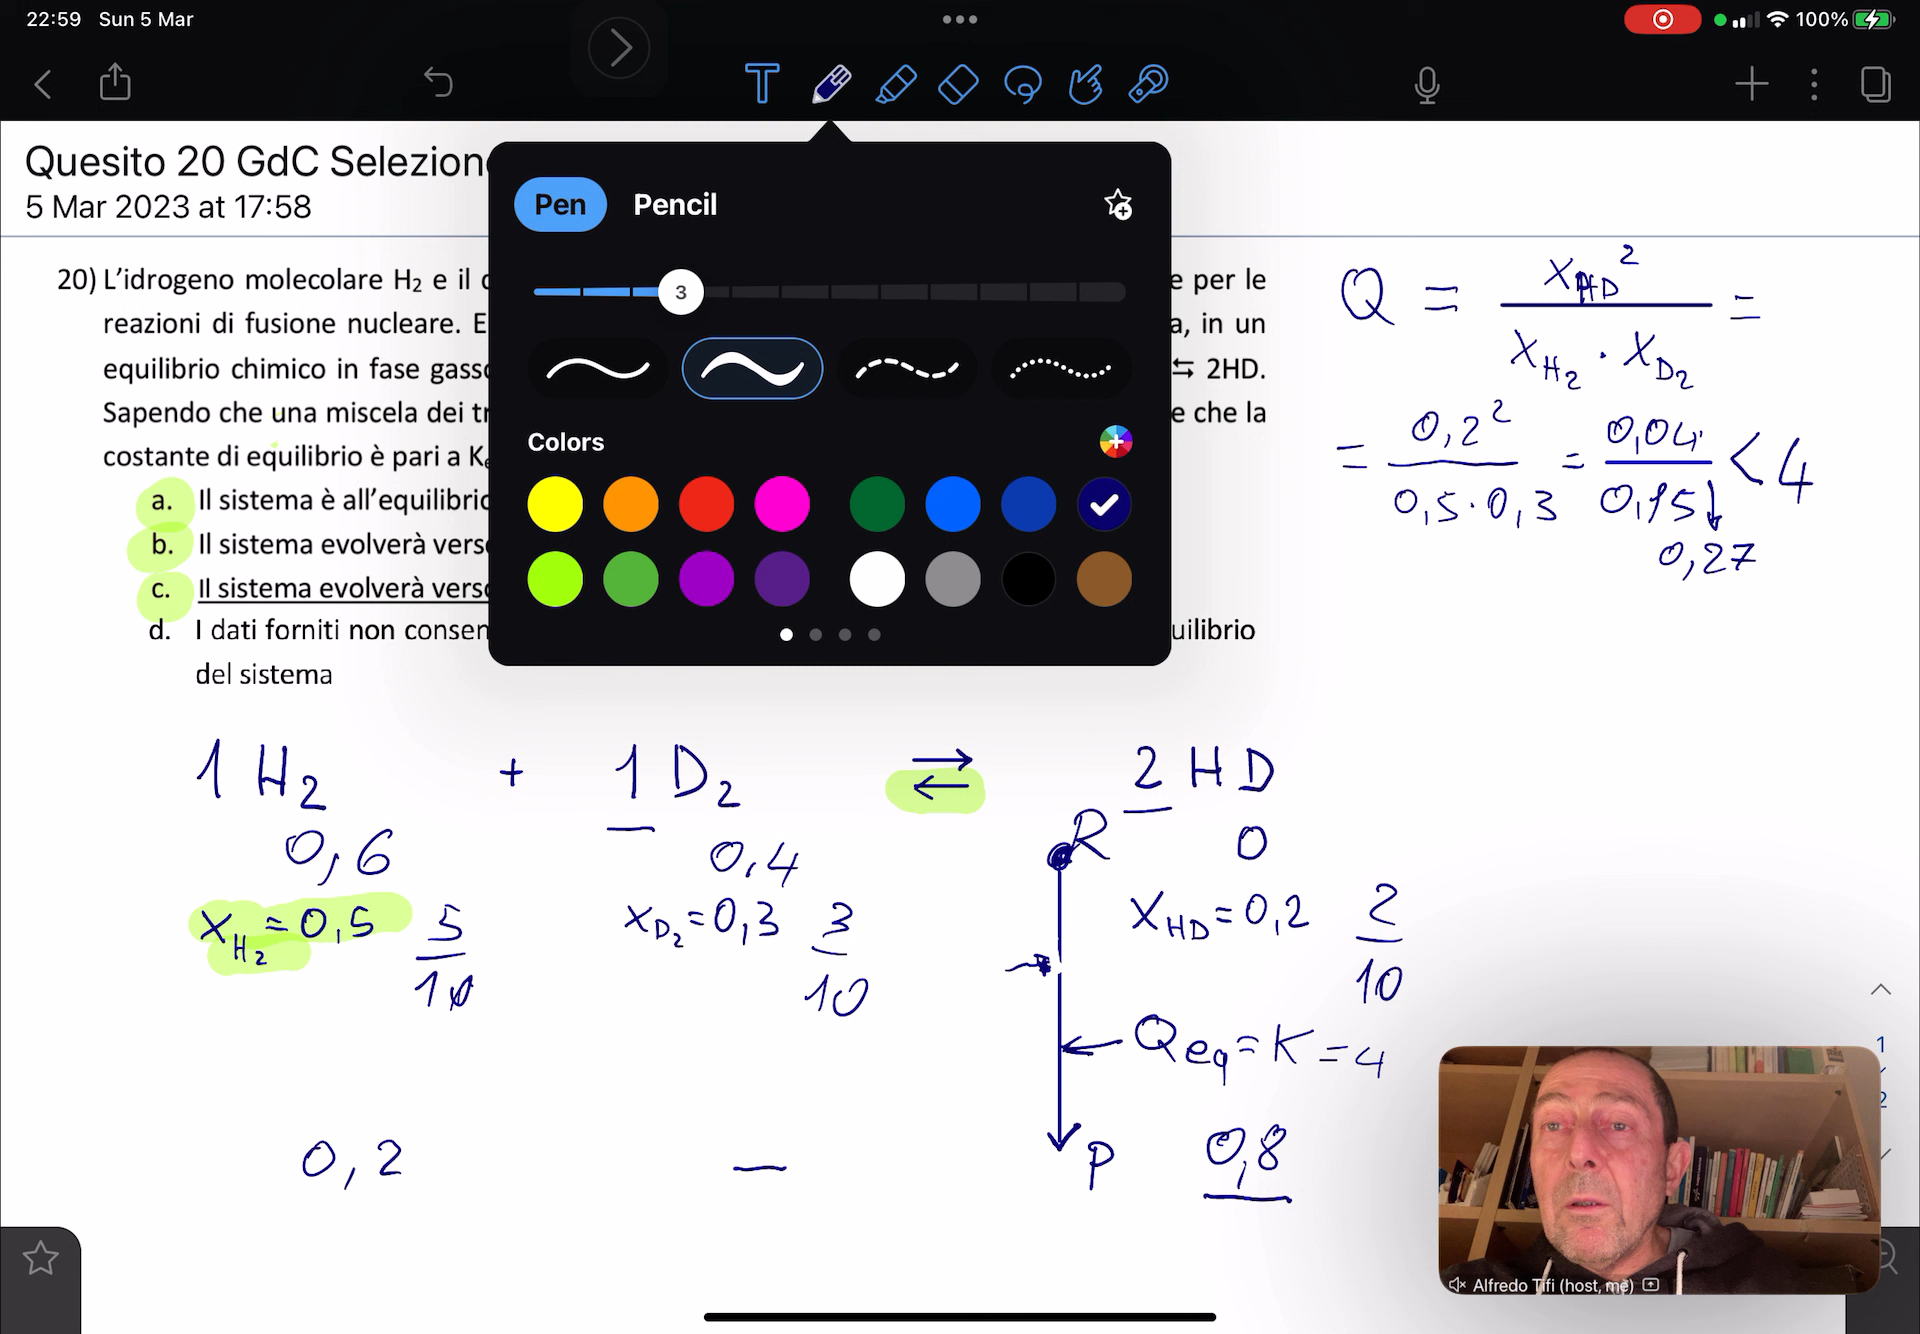 22:59 Sun 5 Mar
100%
T
Quesito 20 GdC Selezion
5 Mar 2023 at 17:58
Pen Pencil
3
Colors
20) L'idrogeno molecolare H₂ e il e per le
reazioni di fusione nucleare. E a, in un
equilibrio chimico in fase gass ⇆ 2HD.
Sapendo che una miscela dei tr e che la
costante di equilibrio è pari a K
a. Il sistema è all'equilibrio
b. Il sistema evolverà vers
c. Il sistema evolverà vers
d. I dati forniti non consen uilibrio
del sistema
Q = x_HD² / x_H₂ · x_D₂ =
= 0,2² / 0,5 · 0,3 = 0,04 / 0,15 < 4
0,27
1 H₂ + 1 D₂ ⇄ 2 HD
0,6 0,4 R 0
x_H₂ = 0,5 5/10 x_D₂ = 0,3 3/10 x_HD = 0,2 2/10
Qeq = K = 4
0,2 — P 0,8
1
2
Alfredo Tifi (host, me)